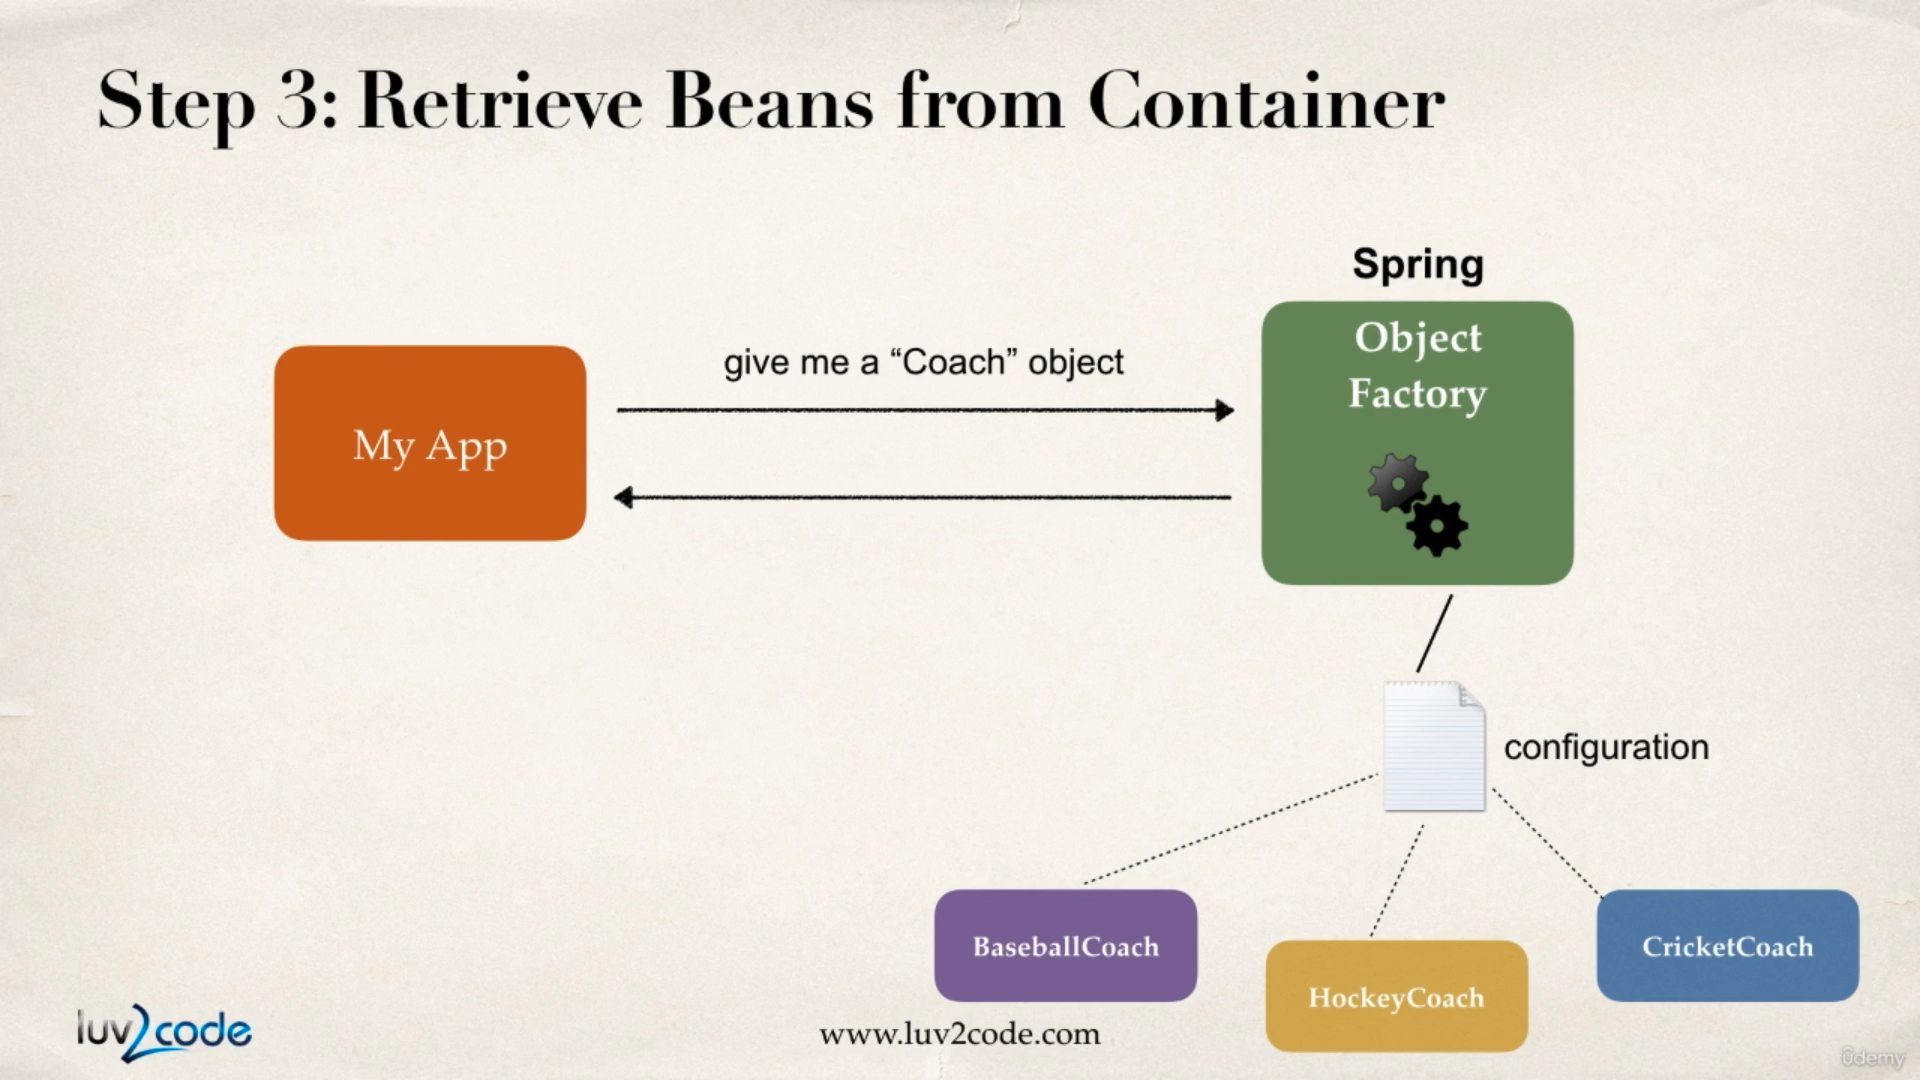 Step 3: Retrieve Beans from Container
Spring
Object
Factory
give me a “Coach” object
My App
configuration
BaseballCoach
HockeyCoach
CricketCoach
luv2code
www.luv2code.com
ûdemy